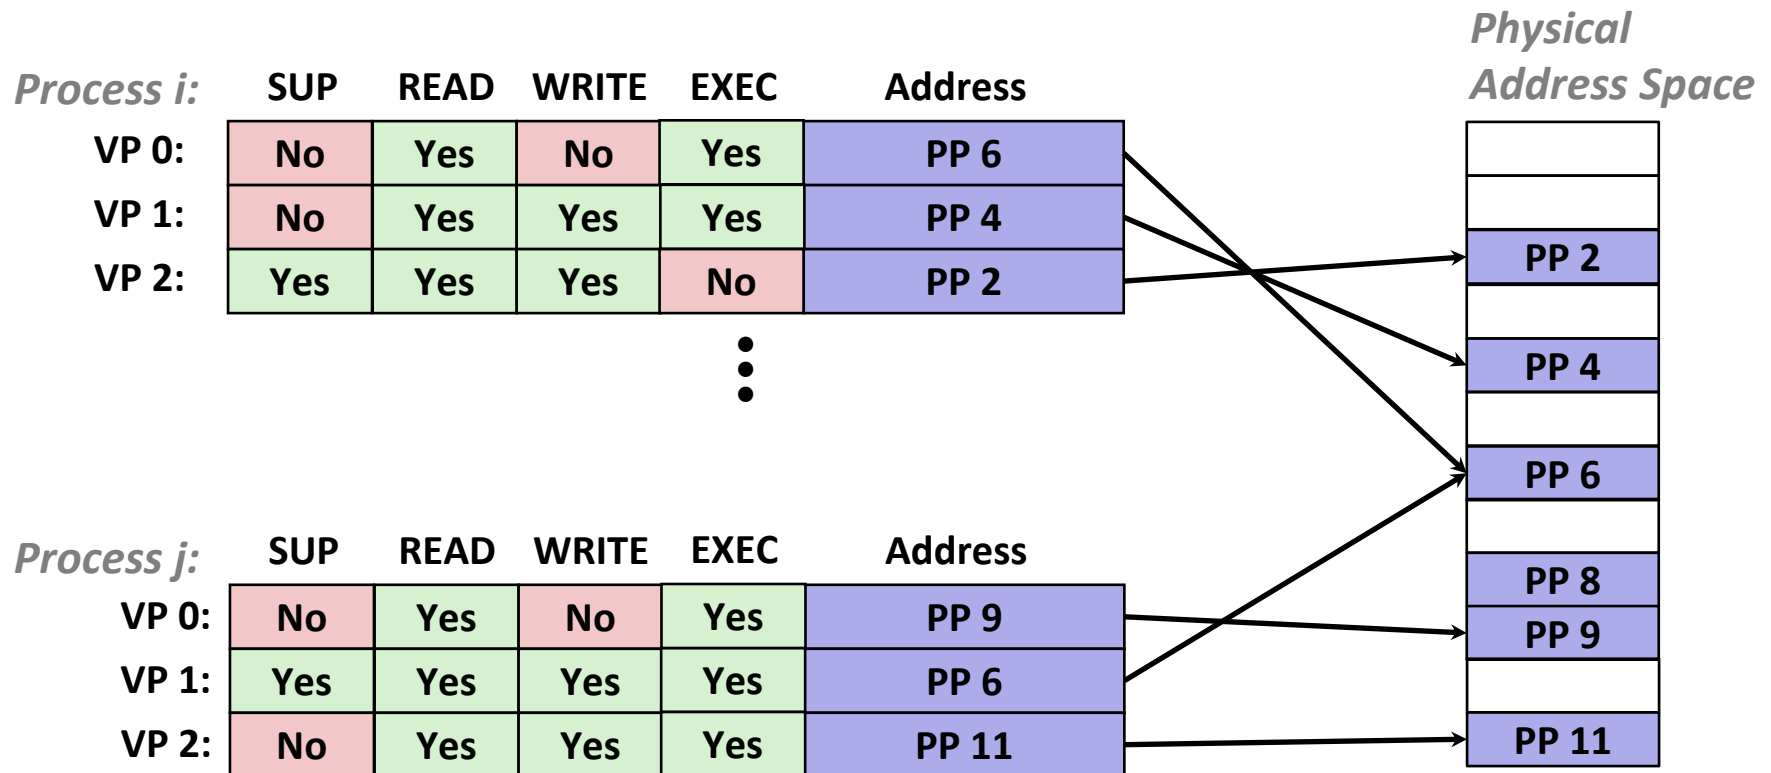 Physical
Address Space
Process i: SUP READ WRITE EXEC Address
VP 0: No Yes No Yes PP 6
VP 1: No Yes Yes Yes PP 4
VP 2: Yes Yes Yes No PP 2
PP 2
PP 4
PP 6
PP 8
PP 9
PP 11
Process j: SUP READ WRITE EXEC Address
VP 0: No Yes No Yes PP 9
VP 1: Yes Yes Yes Yes PP 6
VP 2: No Yes Yes Yes PP 11